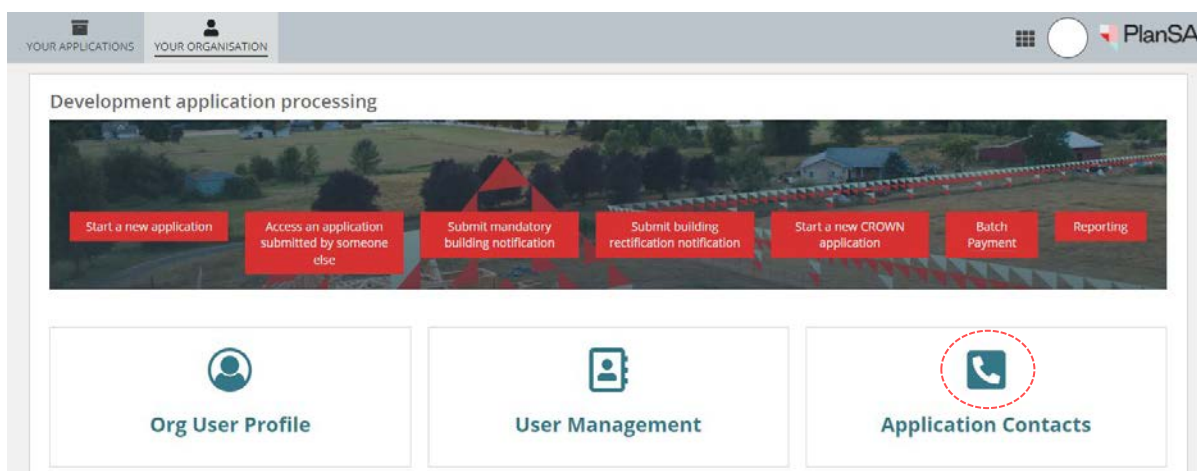 YOUR APPLICATIONS
YOUR ORGANISATION
PlanSA
Development application processing
Start a new application
Access an application
submitted by someone
else
Submit mandatory
building notification
Submit building
rectification notification
Start a new CROWN
application
Batch
Payment
Reporting
Org User Profile
User Management
Application Contacts